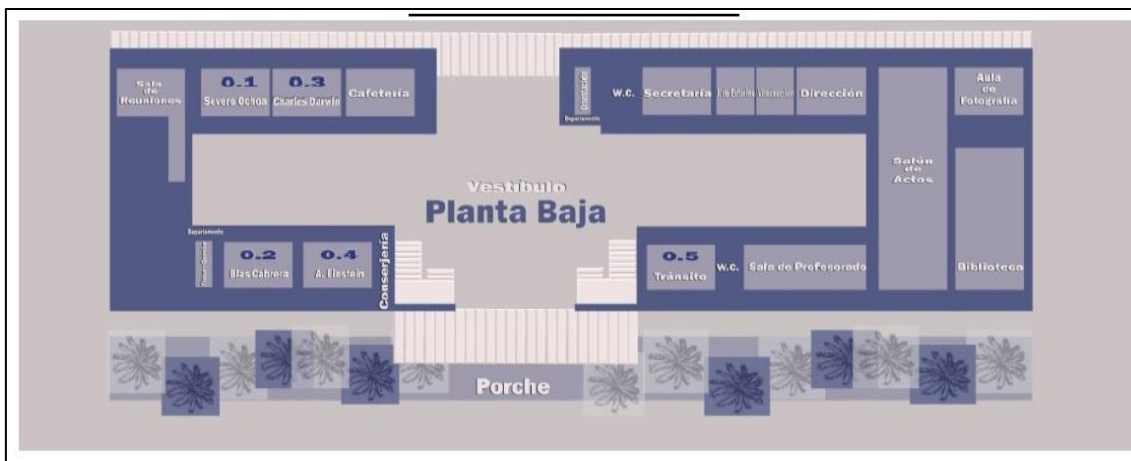 Sala
de
Reuniones
0.1
Severo Ochoa
0.3
Charles Darwin
Cafetería
Orientación
Departamento
W.C.
Secretaría
Dirección
Salón
de
Actos
Aula
de
Fotografía
Vestíbulo
Planta Baja
Departamento
0.2
Blas Cabrera
0.4
A. Einstein
Conserjería
0.5
Tránsito
W.C.
Sala de Profesorado
Biblioteca
Porche